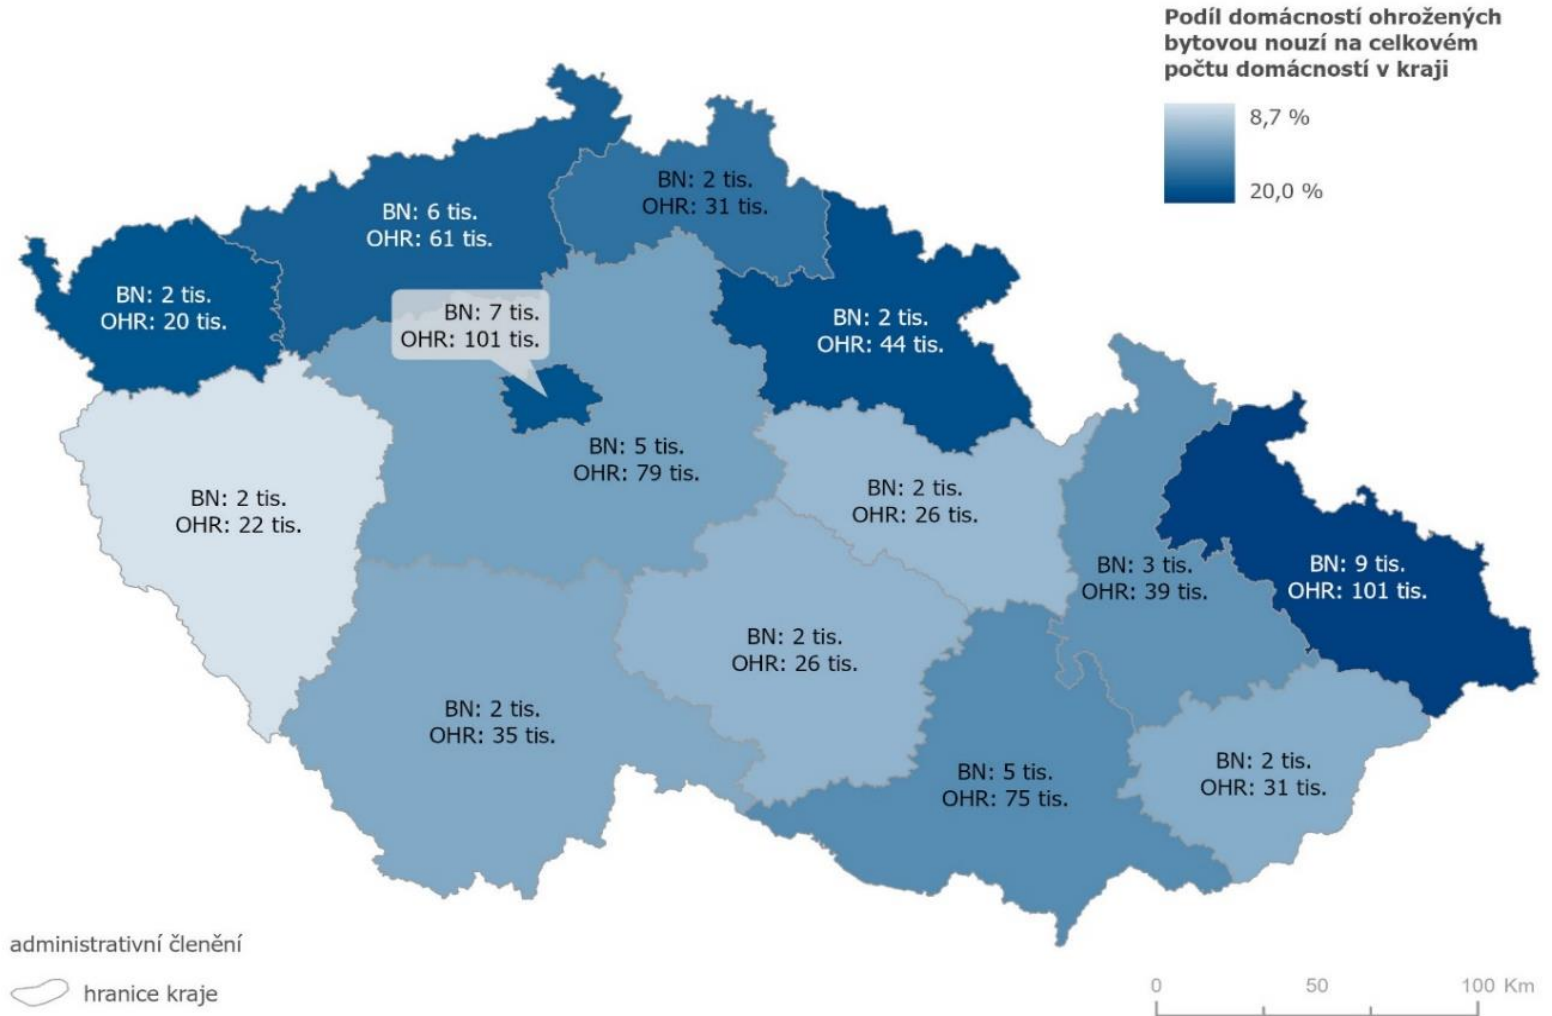 Podíl domácností ohrožených
bytovou nouzí na celkovém
počtu domácností v kraji
8,7 %
20,0 %
BN: 2 tis.
OHR: 31 tis.
BN: 6 tis.
OHR: 61 tis.
BN: 2 tis.
OHR: 20 tis.
BN: 7 tis.
OHR: 101 tis.
BN: 2 tis.
OHR: 44 tis.
BN: 5 tis.
OHR: 79 tis.
BN: 2 tis.
OHR: 22 tis.
BN: 2 tis.
OHR: 26 tis.
BN: 3 tis.
OHR: 39 tis.
BN: 9 tis.
OHR: 101 tis.
BN: 2 tis.
OHR: 26 tis.
BN: 2 tis.
OHR: 35 tis.
BN: 5 tis.
OHR: 75 tis.
BN: 2 tis.
OHR: 31 tis.
administrativní členění
hranice kraje
0 50 100 Km